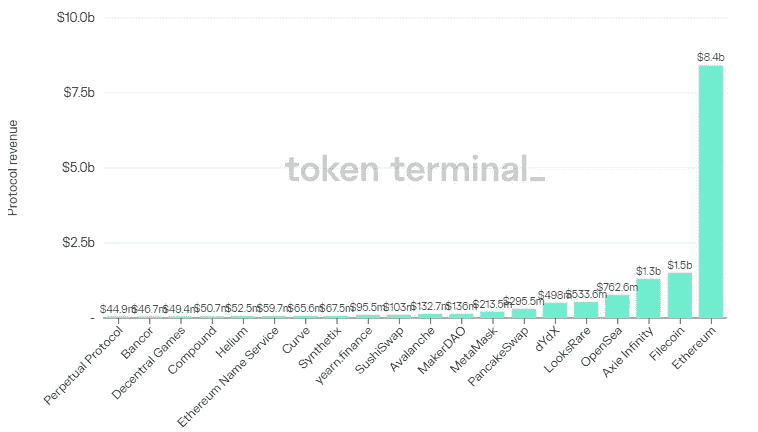 $10.0b
$7.5b
$5.0b
$2.5b
-
Protocol revenue
token terminal_
$44.9m
$46.7m
$49.4m
$50.7m
$52.5m
$59.7m
$65.6m
$67.5m
$95.5m
$103m
$132.7m
$136m
$213.5m
$295.5m
$498m
$533.6m
$762.6m
$1.3b
$1.5b
$8.4b
Perpetual Protocol
Bancor
Decentral Games
Compound
Helium
Ethereum Name Service
Curve
Synthetix
yearn.finance
SushiSwap
Avalanche
MakerDAO
MetaMask
PancakeSwap
dYdX
LooksRare
OpenSea
Axie Infinity
Filecoin
Ethereum